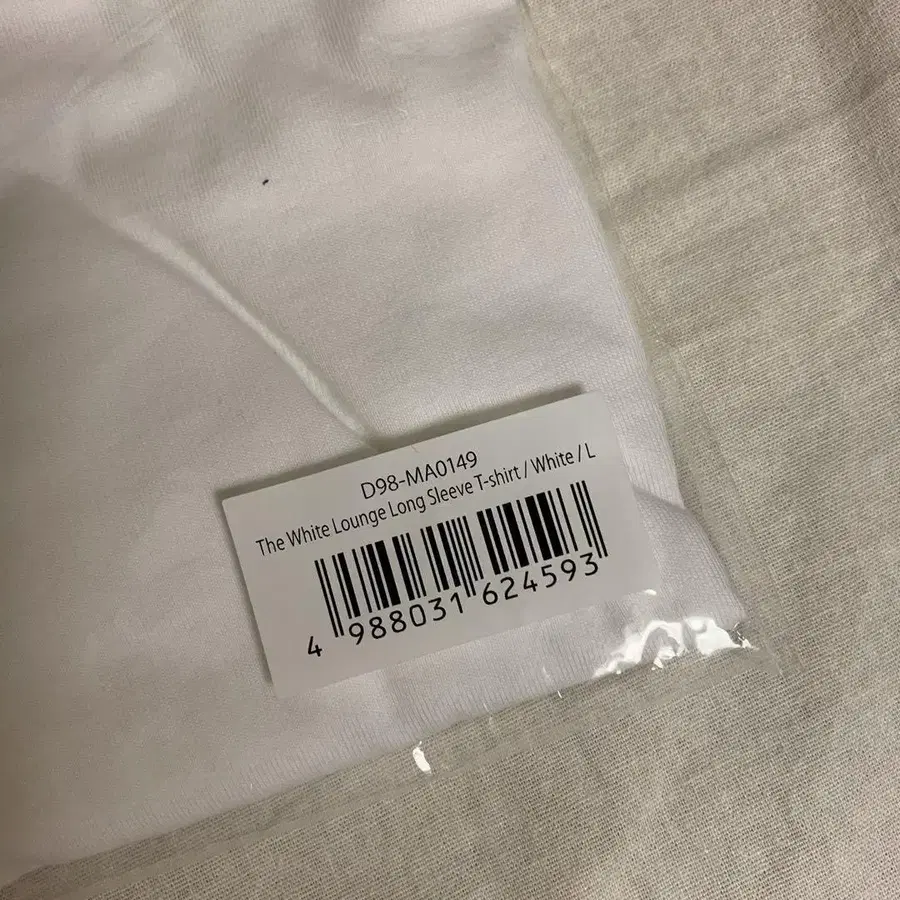 D98-MA0149
The White Lounge Long Sleeve T-shirt / White / L
4 988031 624593